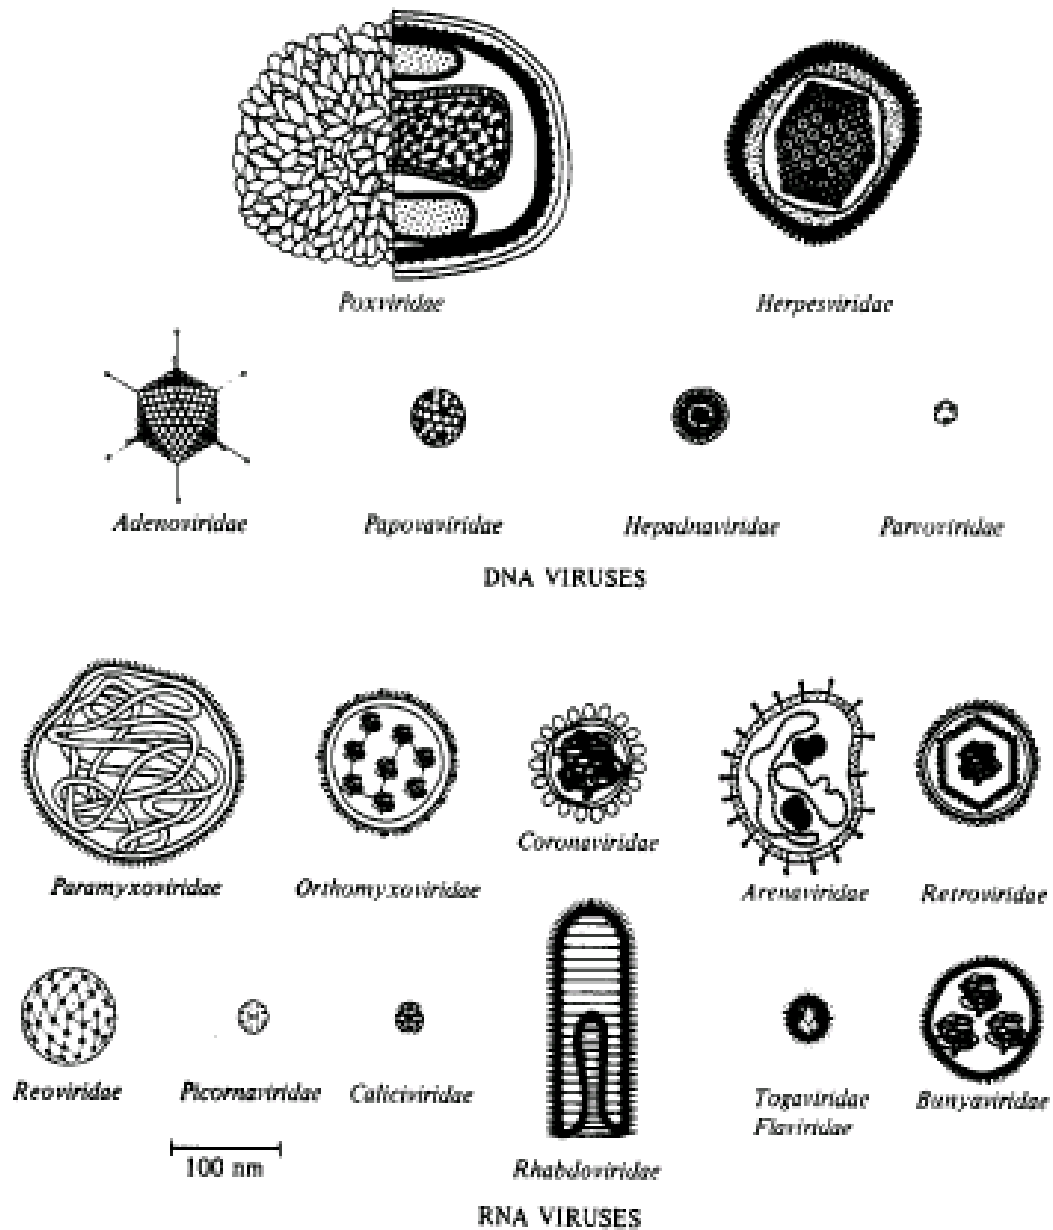 Poxviridae
Herpesviridae
Adenoviridae
Papovaviridae
Hepadnaviridae
Parvoviridae
DNA VIRUSES
Paramyxoviridae
Orthomyxoviridae
Coronaviridae
Arenaviridae
Retroviridae
Reoviridae
Picornaviridae
Caliciviridae
Rhabdoviridae
Togaviridae
Flaviridae
Bunyaviridae
100 nm
RNA VIRUSES